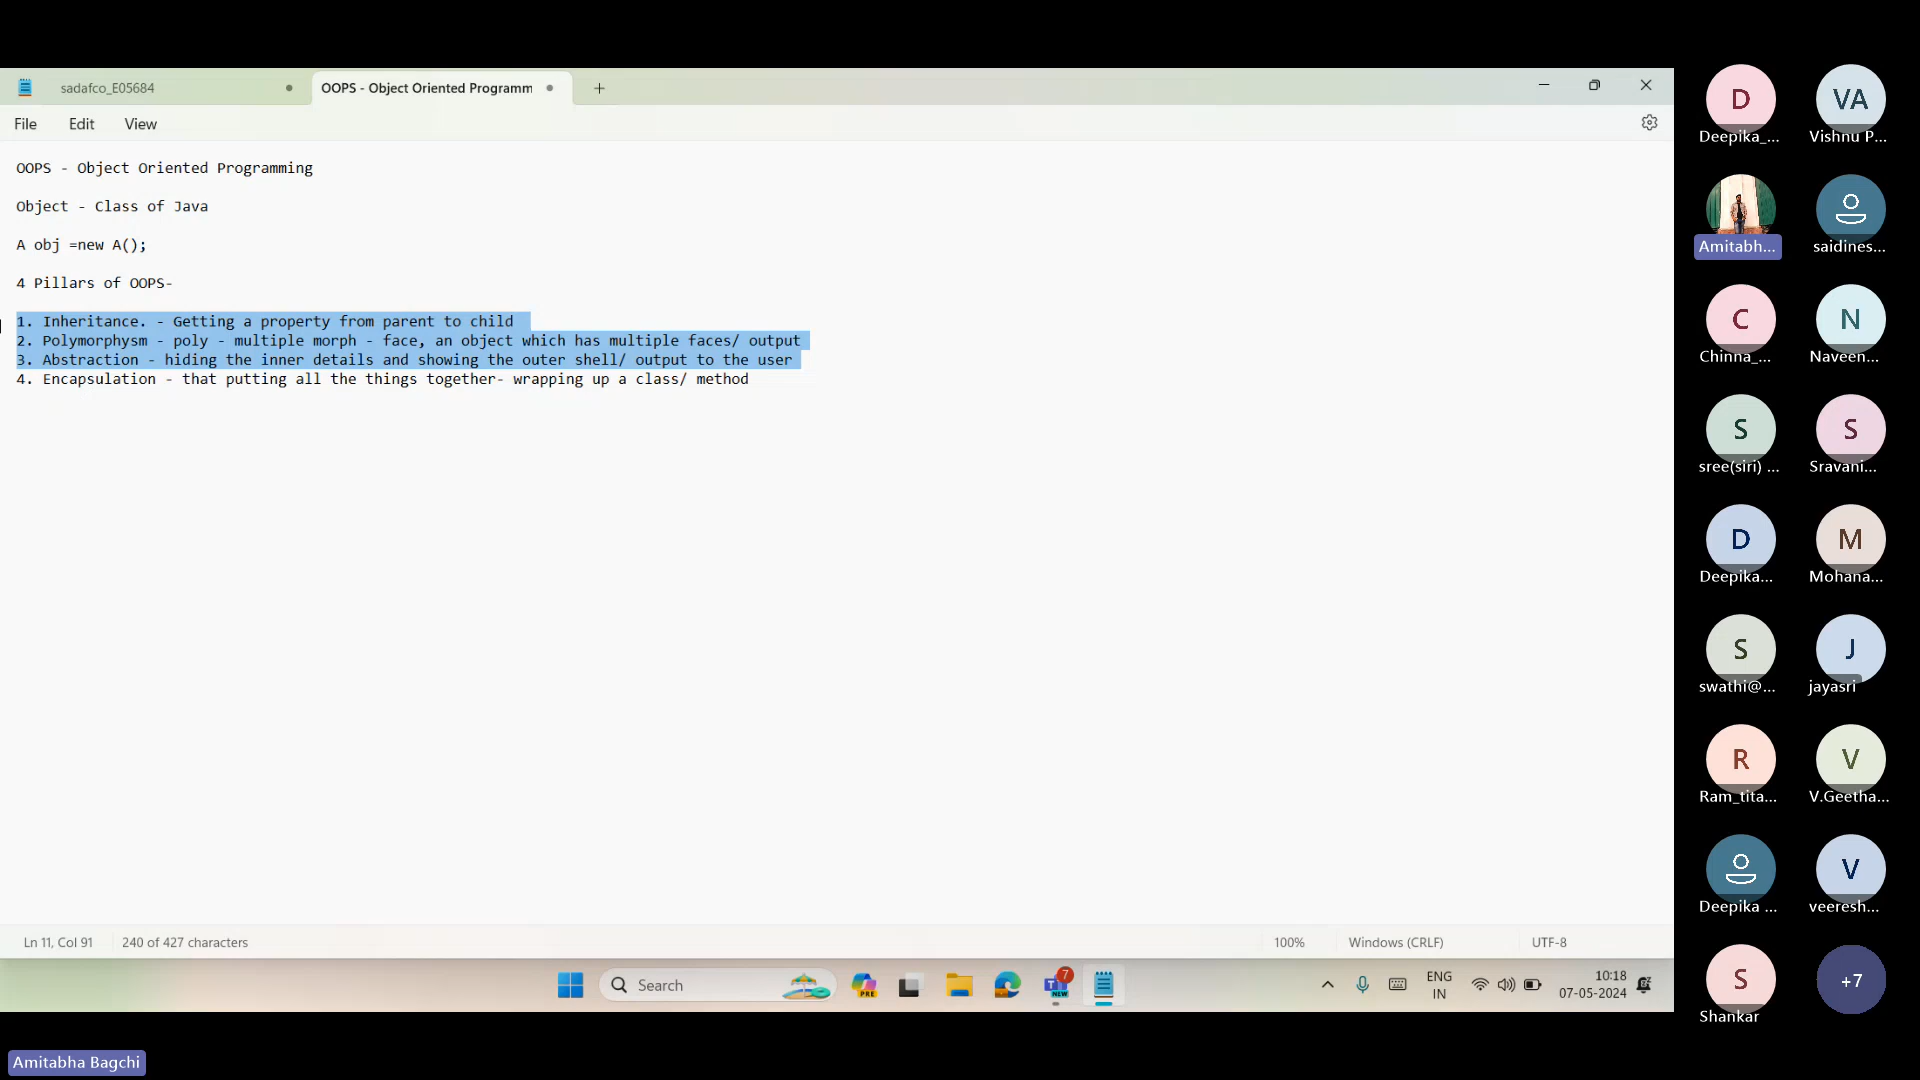 sadafco_E05684
OOPS - Object Oriented Programm
File Edit View
OOPS - Object Oriented Programming
Object - Class of Java
A obj =new A();
4 Pillars of OOPS-
1. Inheritance. - Getting a property from parent to child
2. Polymorphysm - poly - multiple morph - face, an object which has multiple faces/ output
3. Abstraction - hiding the inner details and showing the outer shell/ output to the user
4. Encapsulation - that putting all the things together- wrapping up a class/ method
Ln 11, Col 91 240 of 427 characters 100% Windows (CRLF) UTF-8
Search
PRE
7
NEW
ENG
IN
10:18
07-05-2024
Amitabha Bagchi
D VA
Deepika_... Vishnu P...
Amitabh... saidines...
C N
Chinna_... Naveen...
S S
sree(siri) ... Sravani...
D M
Deepika... Mohana...
S J
swathi@... jayasri
R V
Ram_tita... V.Geetha...
V
Deepika ... veeresh...
S +7
Shankar